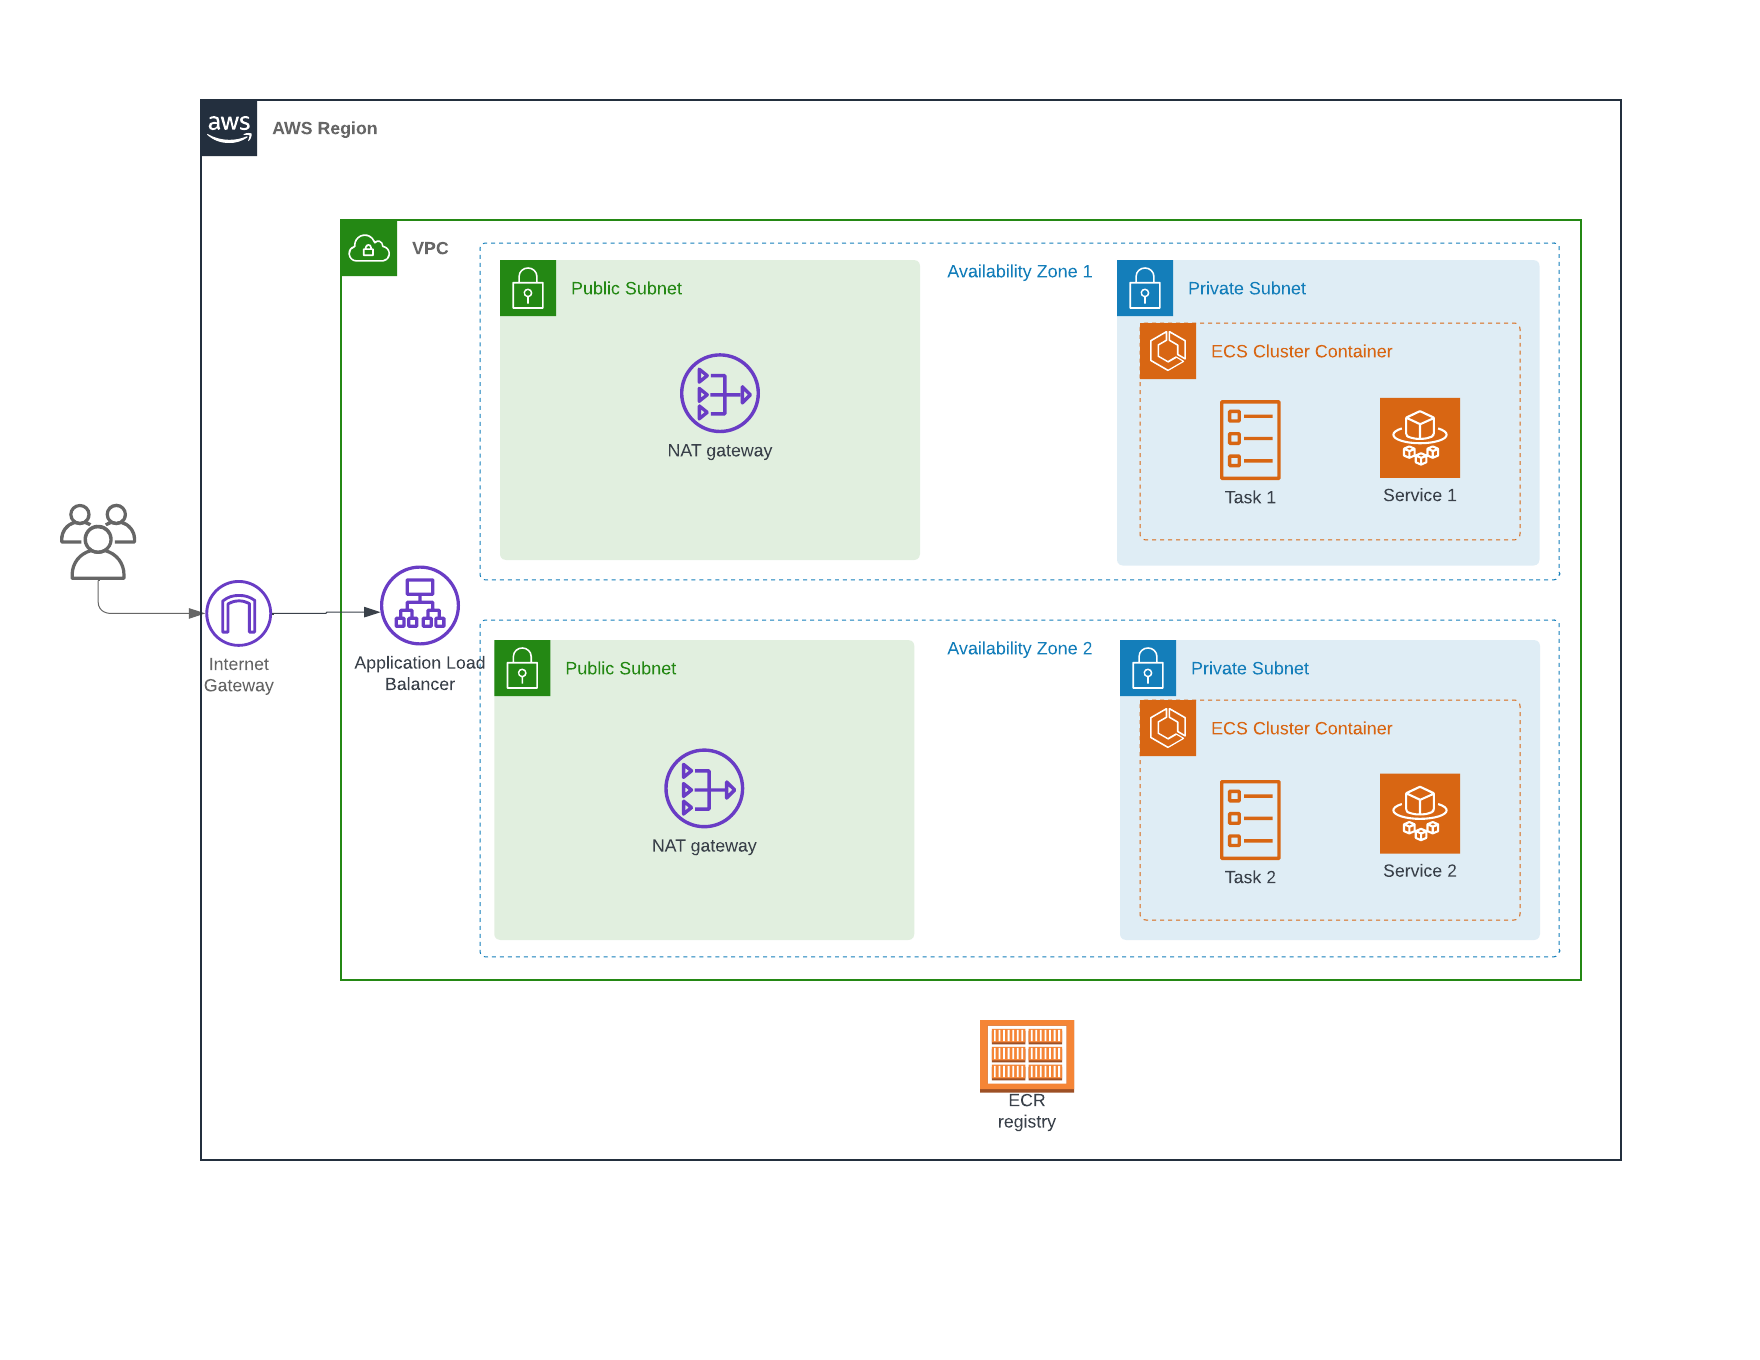 aws
AWS Region
VPC
Availability Zone 1
Public Subnet
Private Subnet
ECS Cluster Container
NAT gateway
Task 1
Service 1
Internet
Gateway
Application Load
Balancer
Availability Zone 2
Public Subnet
Private Subnet
ECS Cluster Container
NAT gateway
Task 2
Service 2
ECR
registry